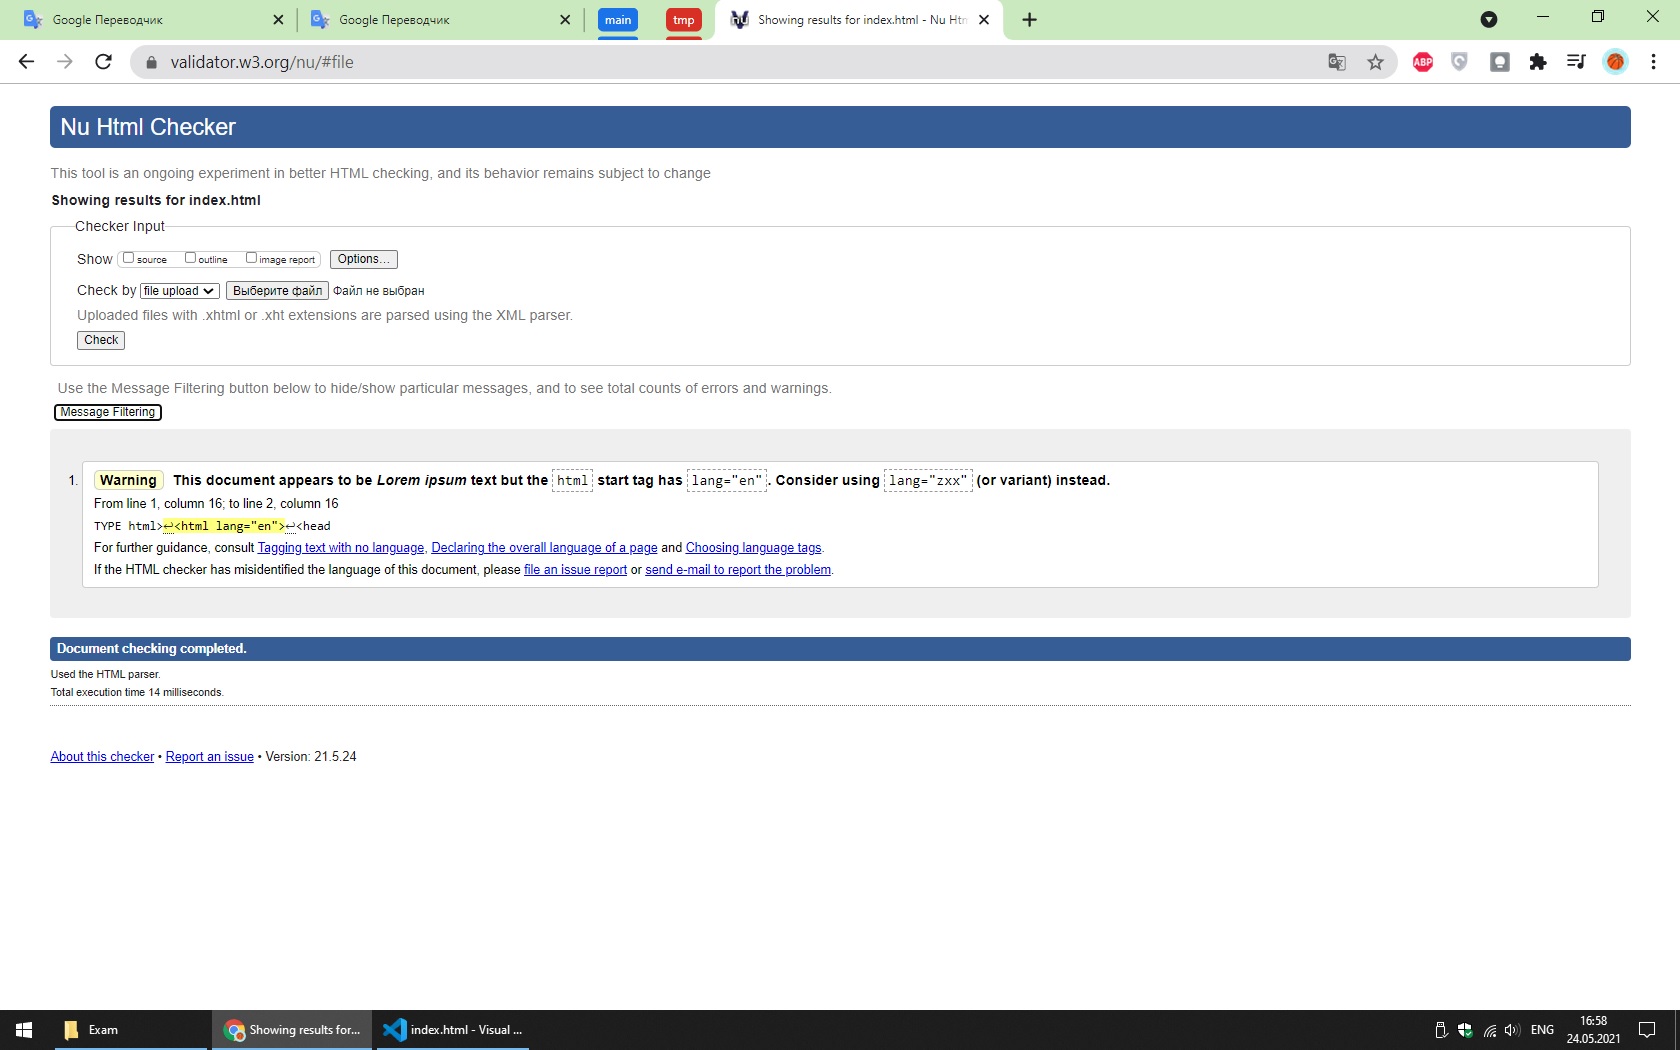 Google Переводчик
Google Переводчик
main
tmp
Showing results for index.html - Nu Htm
validator.w3.org/nu/#file
ABP
Nu Html Checker
This tool is an ongoing experiment in better HTML checking, and its behavior remains subject to change
Showing results for index.html
Checker Input
Show source outline image report Options...
Check by file upload Выберите файл Файл не выбран
Uploaded files with .xhtml or .xht extensions are parsed using the XML parser.
Check
Use the Message Filtering button below to hide/show particular messages, and to see total counts of errors and warnings.
Message Filtering
1. Warning This document appears to be Lorem ipsum text but the html start tag has lang="en". Consider using lang="zxx" (or variant) instead.
From line 1, column 16; to line 2, column 16
TYPE html>↩<html lang="en">↩<head
For further guidance, consult Tagging text with no language, Declaring the overall language of a page and Choosing language tags.
If the HTML checker has misidentified the language of this document, please file an issue report or send e-mail to report the problem.
Document checking completed.
Used the HTML parser.
Total execution time 14 milliseconds.
About this checker • Report an issue • Version: 21.5.24
Exam
Showing results for...
index.html - Visual ...
ENG
16:58
24.05.2021